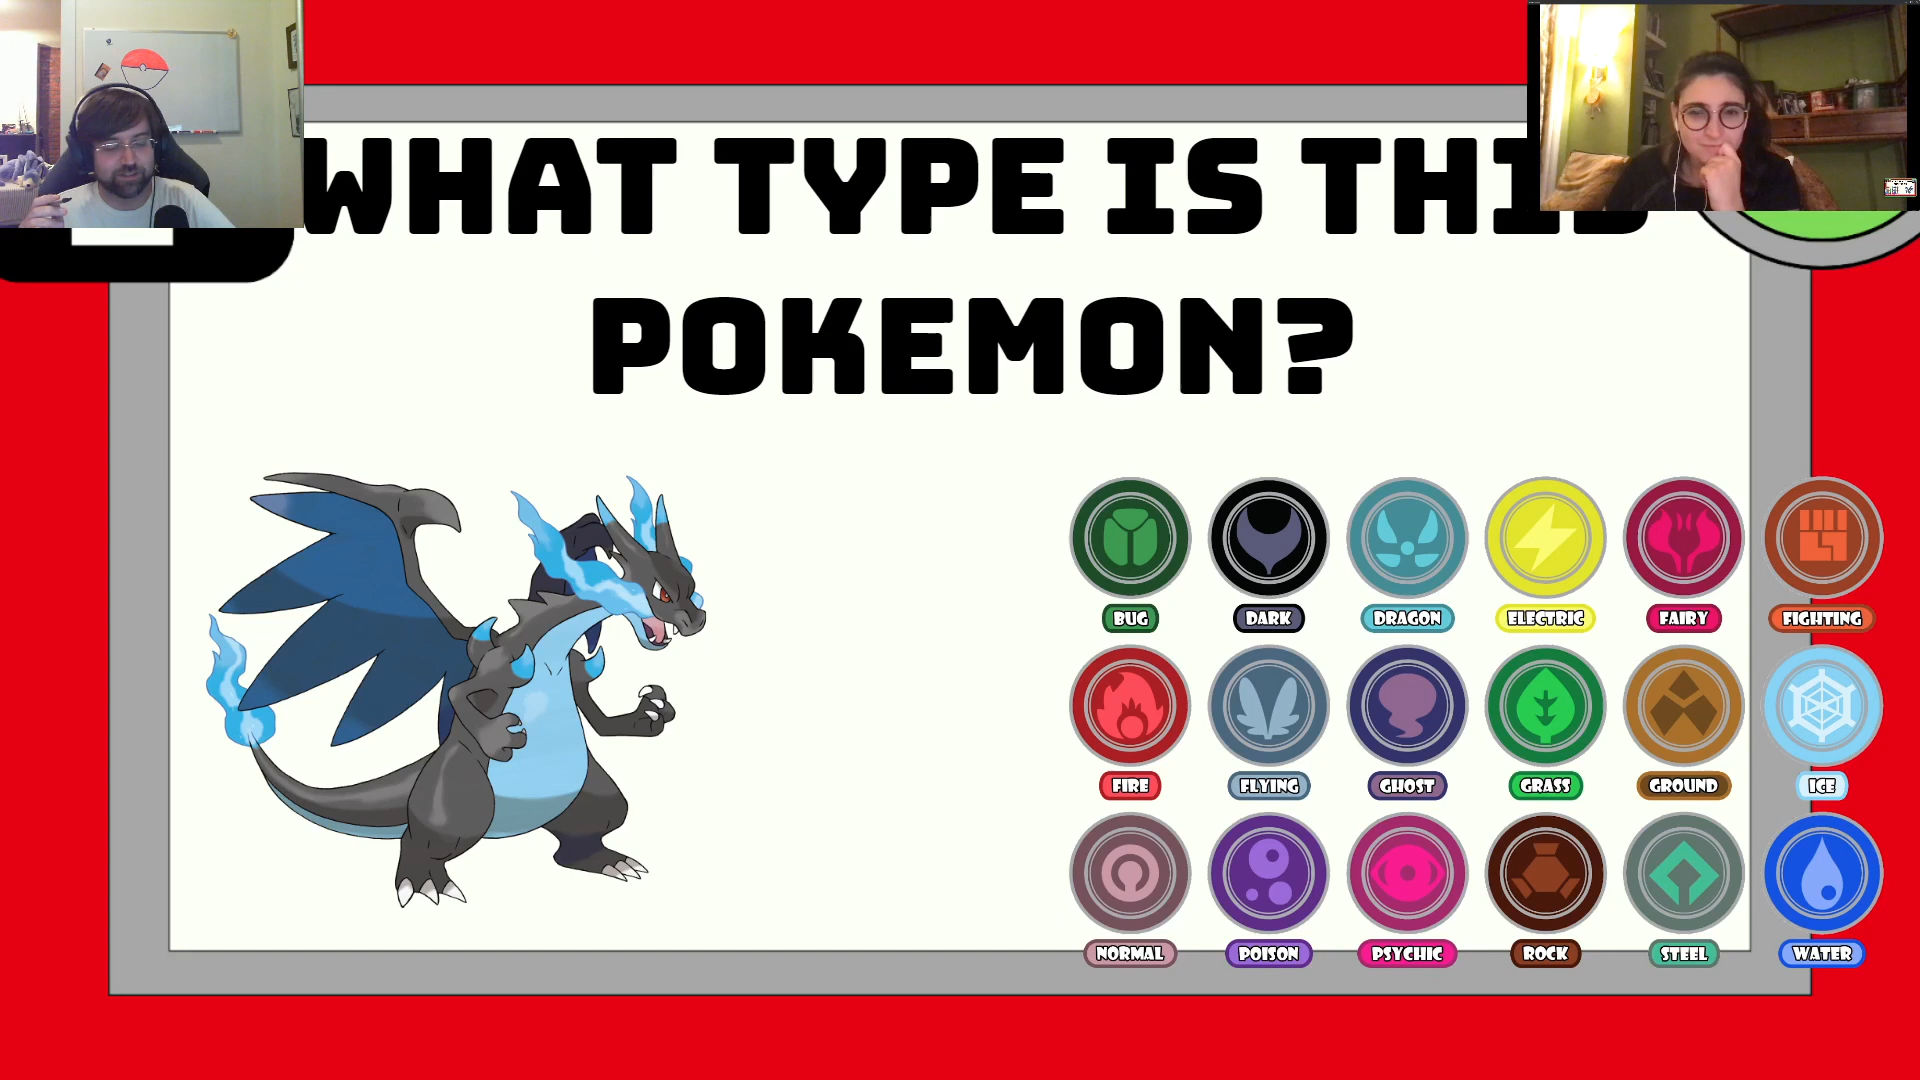 WHAT TYPE IS THIS
POKEMON?
BUG DARK DRAGON ELECTRIC FAIRY FIGHTING
FIRE FLYING GHOST GRASS GROUND ICE
NORMAL POISON PSYCHIC ROCK STEEL WATER